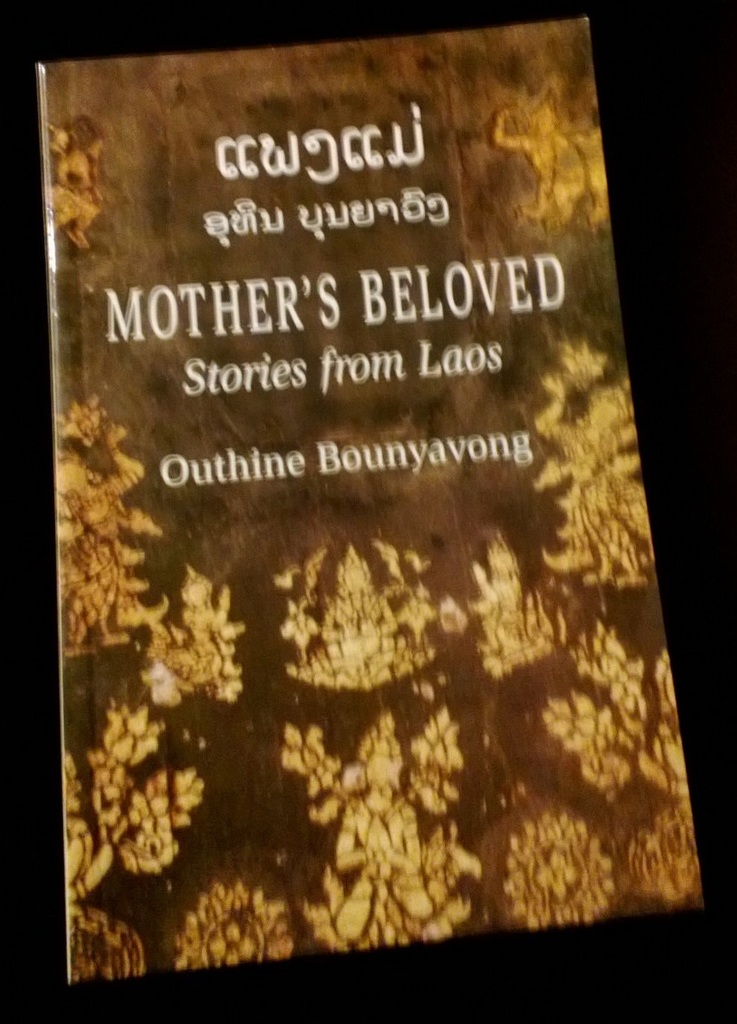 ແພງແມ່
ອຸທິນ ບຸນຍາວົງ
MOTHER'S BELOVED
Stories from Laos
Outhine Bounyavong